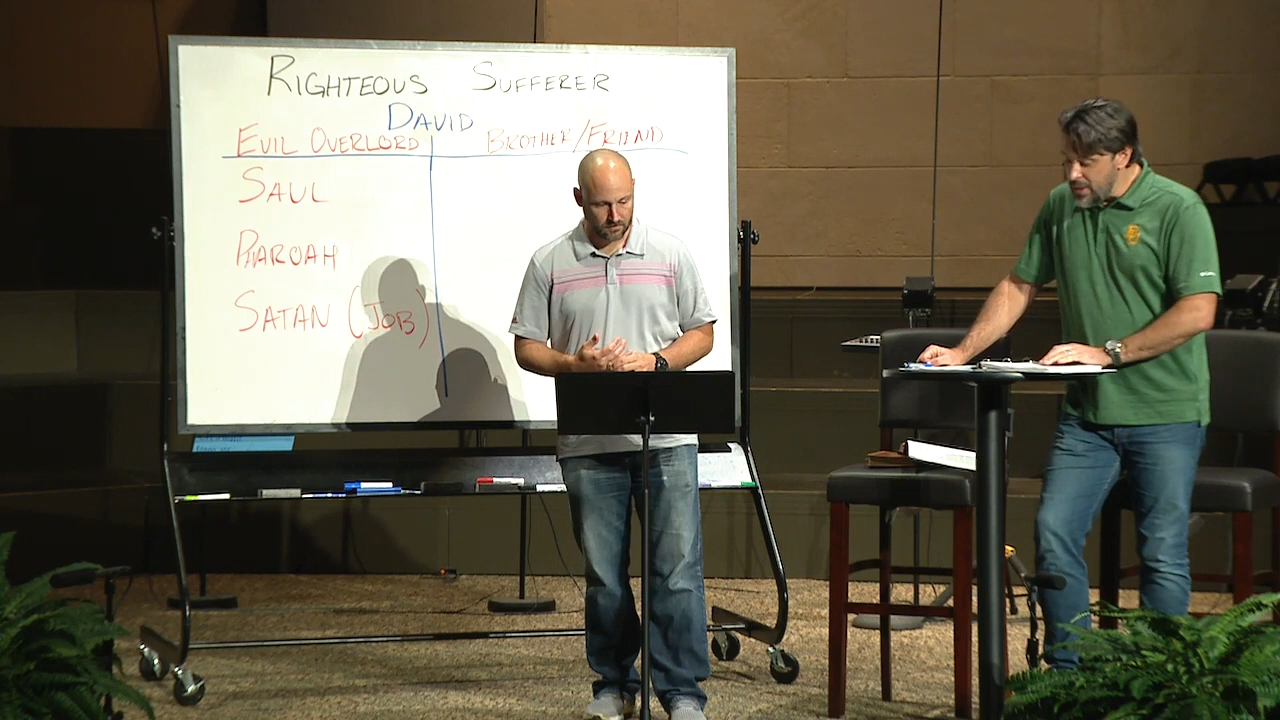 RIGHTEOUS SUFFERER
DAVID
EVIL OVERLORD BROTHER/FRIEND
SAUL
PHAROAH
SATAN (JOB)